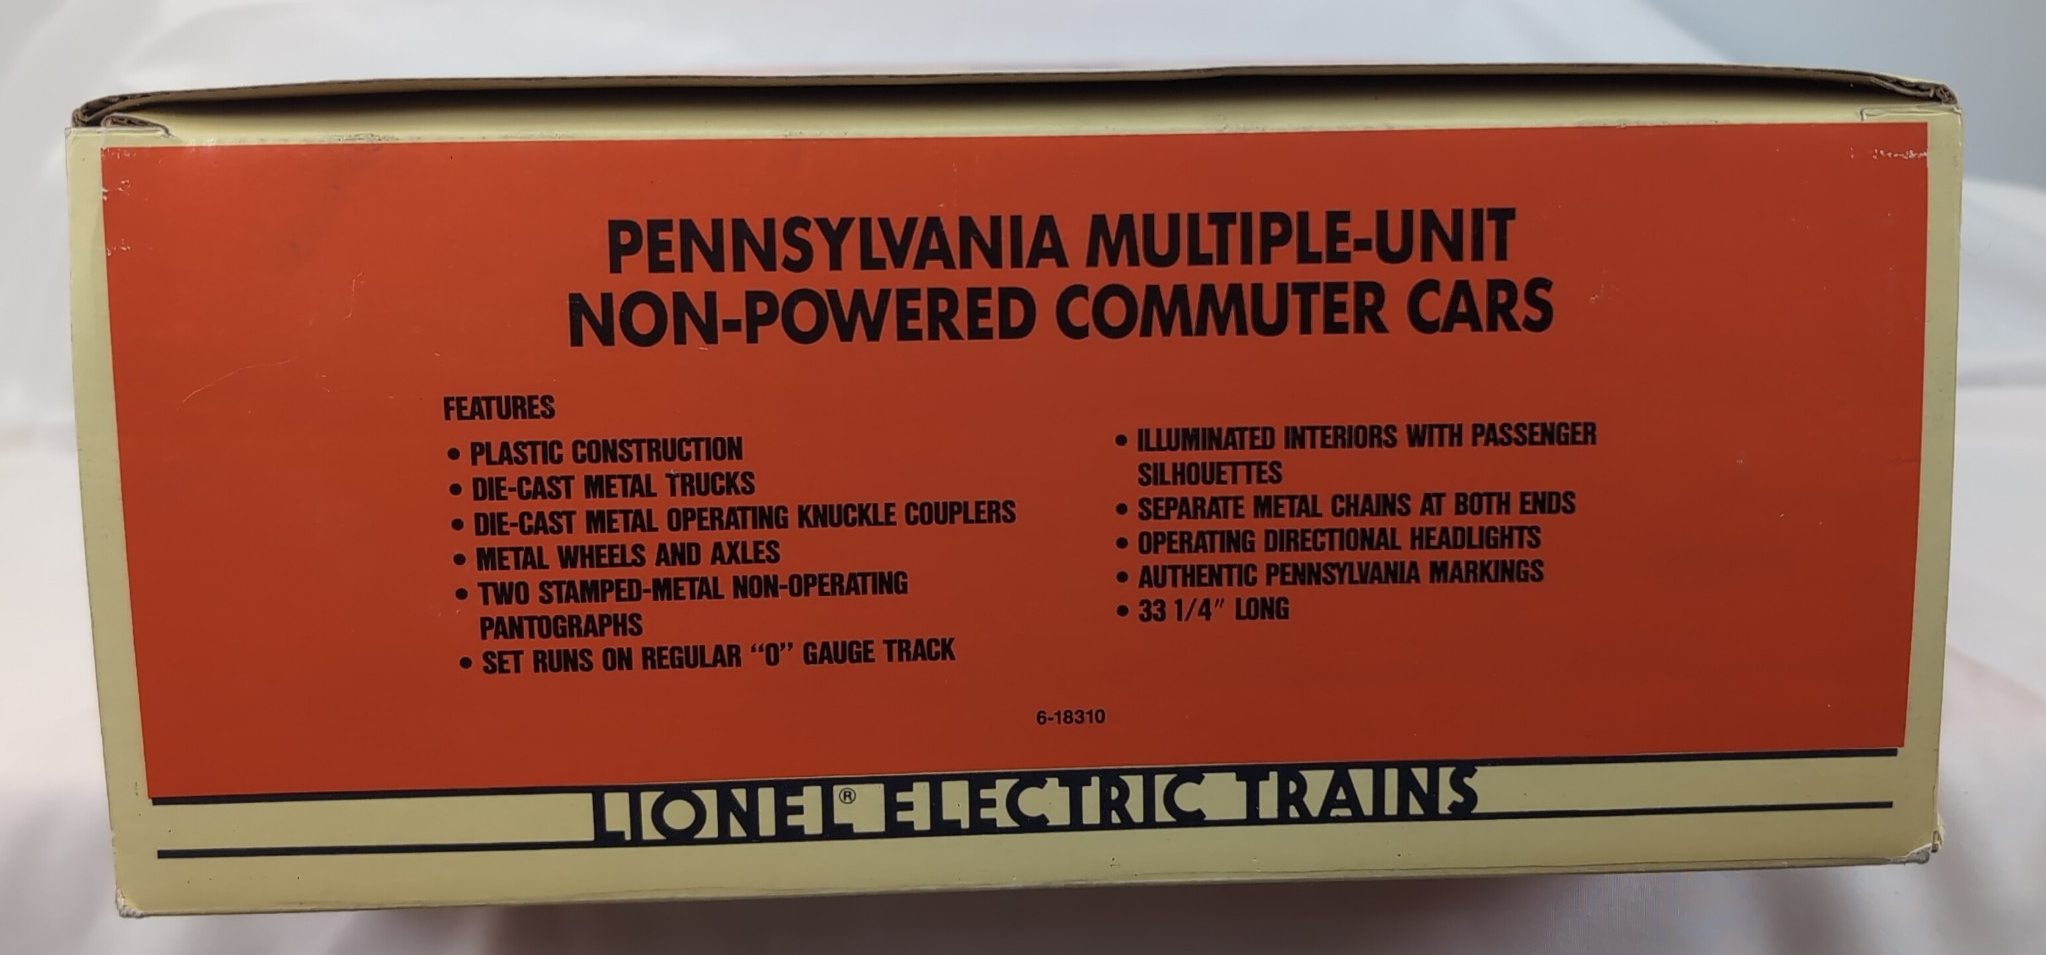 PENNSYLVANIA MULTIPLE-UNIT
NON-POWERED COMMUTER CARS
FEATURES
• PLASTIC CONSTRUCTION
• DIE-CAST METAL TRUCKS
• DIE-CAST METAL OPERATING KNUCKLE COUPLERS
• METAL WHEELS AND AXLES
• TWO STAMPED-METAL NON-OPERATING
PANTOGRAPHS
• SET RUNS ON REGULAR “O” GAUGE TRACK
• ILLUMINATED INTERIORS WITH PASSENGER
SILHOUETTES
• SEPARATE METAL CHAINS AT BOTH ENDS
• OPERATING DIRECTIONAL HEADLIGHTS
• AUTHENTIC PENNSYLVANIA MARKINGS
• 33 1/4″ LONG
6-18310
LIONEL® ELECTRIC TRAINS